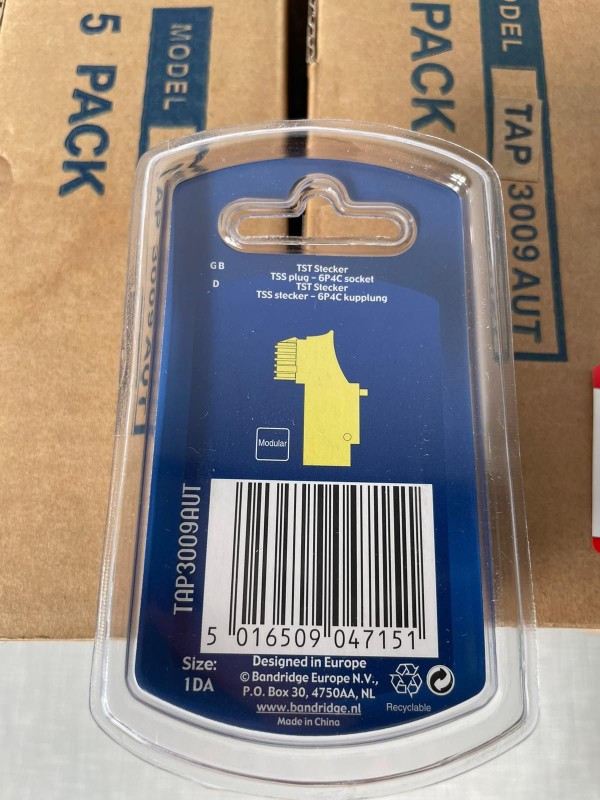 MODEL
5 PACK
PACK
TAP
3009 AUT
GB
TST Stecker
TSS plug - 6P4C socket
D
TST Stecker
TSS stecker - 6P4C kupplung
Modular
TAP3009AUT
5 016509 047151
Size:
1DA
Designed in Europe
© Bandridge Europe N.V.,
P.O. Box 30, 4750AA, NL
www.bandridge.nl
Made in China
Recyclable